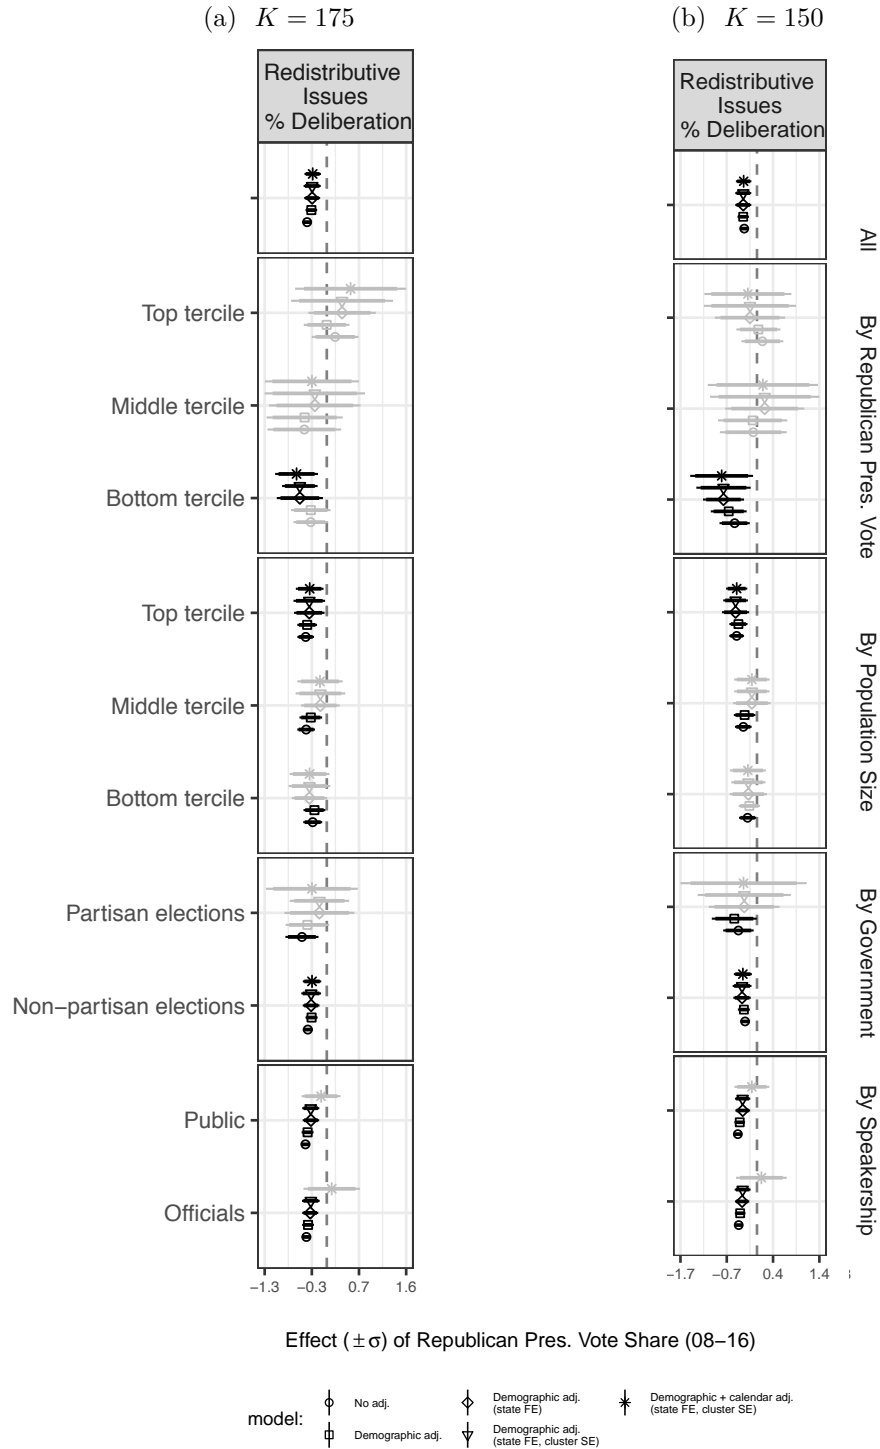 (a) K = 175
(b) K = 150
Redistributive
Issues
% Deliberation
Redistributive
Issues
% Deliberation
All
Top tercile
Middle tercile
Bottom tercile
By Republican Pres. Vote
Top tercile
Middle tercile
Bottom tercile
By Population Size
Partisan elections
Non−partisan elections
By Government
Public
Officials
By Speakership
−1.3 −0.3 0.7 1.6
−1.7 −0.7 0.4 1.4
Effect (±σ) of Republican Pres. Vote Share (08−16)
model:
No adj.
Demographic adj.
Demographic adj.
(state FE)
Demographic adj.
(state FE, cluster SE)
Demographic + calendar adj.
(state FE, cluster SE)